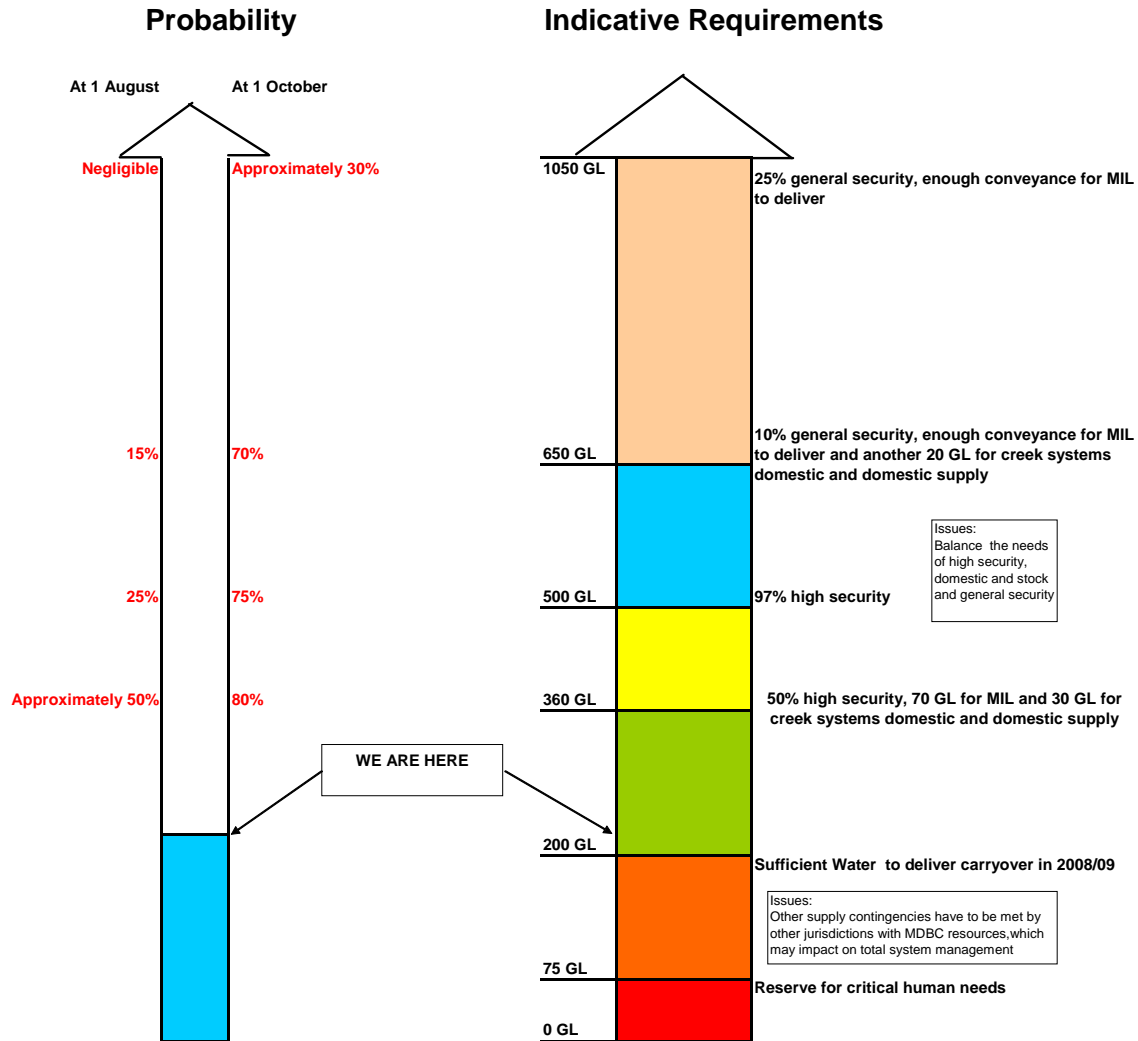 Probability
Indicative Requirements
At 1 August
At 1 October
Negligible
Approximately 30%
1050 GL
25% general security, enough conveyance for MIL
to deliver
15%
70%
650 GL
10% general security, enough conveyance for MIL
to deliver and another 20 GL for creek systems
domestic and domestic supply
Issues:
Balance the needs
of high security,
domestic and stock
and general security
25%
75%
500 GL
97% high security
Approximately 50%
80%
360 GL
50% high security, 70 GL for MIL and 30 GL for
creek systems domestic and domestic supply
WE ARE HERE
200 GL
Sufficient Water to deliver carryover in 2008/09
Issues:
Other supply contingencies have to be met by
other jurisdictions with MDBC resources,which
may impact on total system management
75 GL
Reserve for critical human needs
0 GL